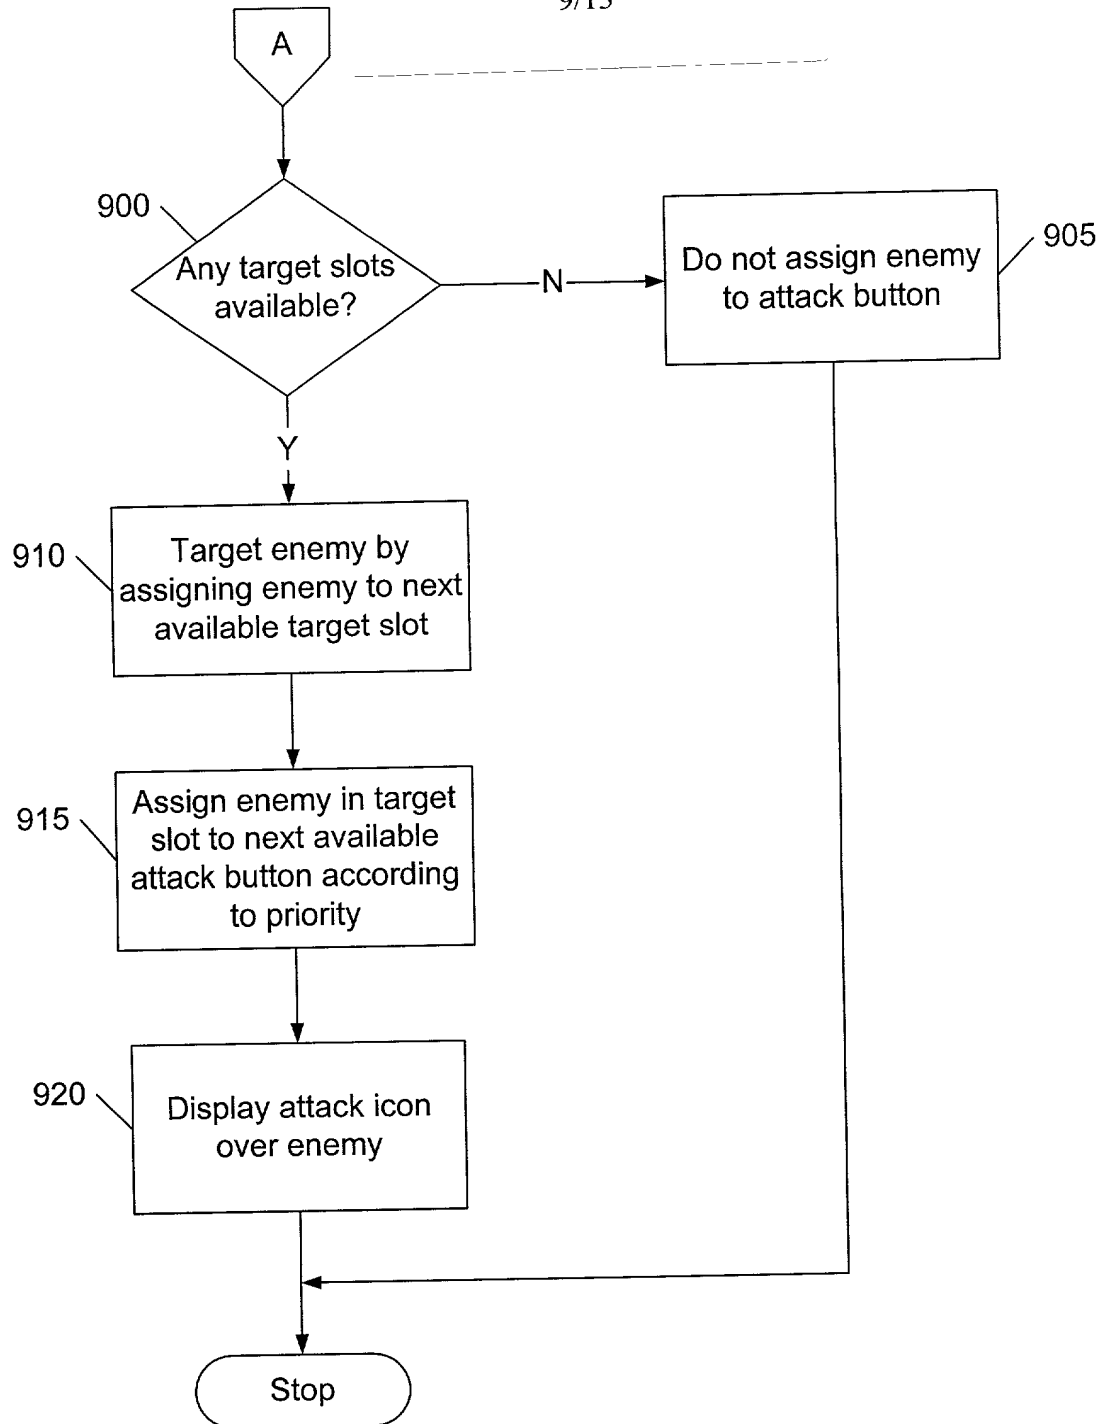 A
900
Any target slots
available?
N
Do not assign enemy
to attack button
905
Y
910
Target enemy by
assigning enemy to next
available target slot
915
Assign enemy in target
slot to next available
attack button according
to priority
920
Display attack icon
over enemy
Stop